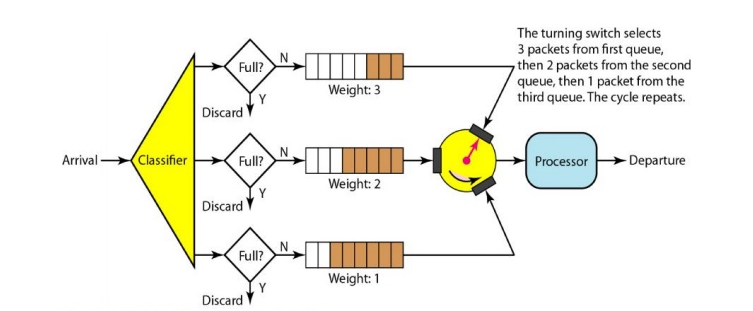 The turning switch selects
3 packets from first queue,
then 2 packets from the second
queue, then 1 packet from the
third queue. The cycle repeats.
Full?
N
Y
Discard
Weight: 3
Arrival
Classifier
Full?
N
Y
Discard
Weight: 2
Processor
Departure
Full?
N
Y
Discard
Weight: 1